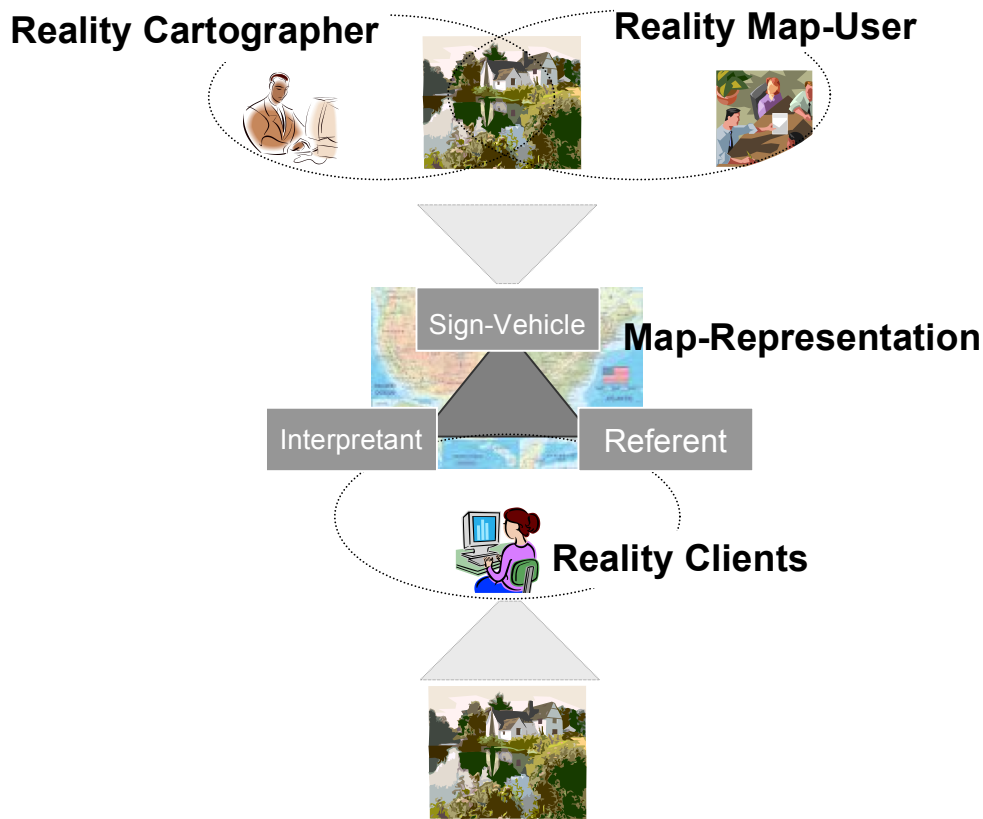 Reality Cartographer
Reality Map-User
Sign-Vehicle
Map-Representation
Interpretant
Referent
Reality Clients